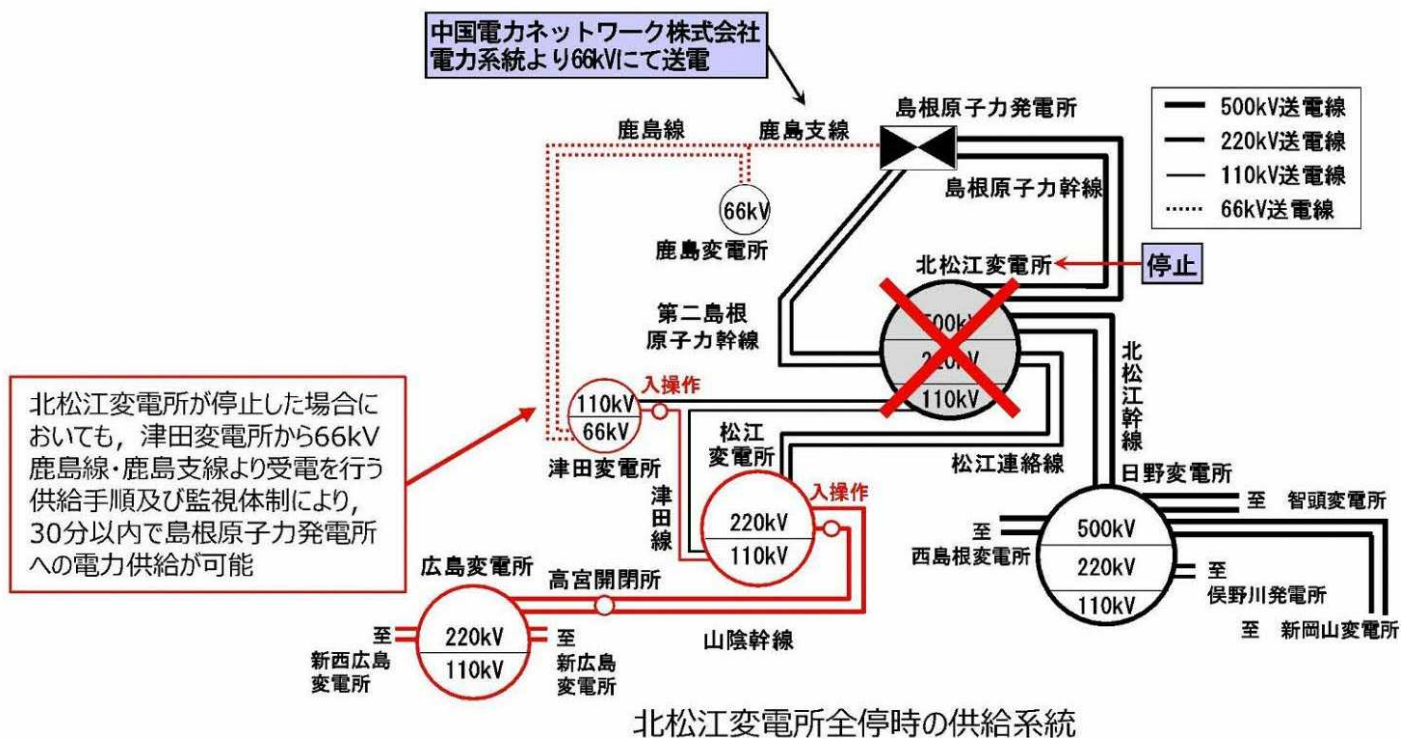 中国電力ネットワーク株式会社
電力系統より66kVにて送電
島根原子力発電所
500kV送電線
220kV送電線
110kV送電線
66kV送電線
鹿島線
鹿島支線
島根原子力幹線
66kV
鹿島変電所
北松江変電所
停止
第二島根
原子力幹線
500kV
220kV
110kV
北松江幹線
北松江変電所が停止した場合に
おいても，津田変電所から66kV
鹿島線・鹿島支線より受電を行う
供給手順及び監視体制により，
30分以内で島根原子力発電所
への電力供給が可能
入操作
110kV
66kV
津田変電所
松江
変電所
松江連絡線
津田線
入操作
220kV
110kV
日野変電所
至 智頭変電所
至
西島根変電所
500kV
220kV
110kV
至
俣野川発電所
至 新岡山変電所
広島変電所
高宮開閉所
山陰幹線
220kV
110kV
至
新西広島
変電所
至
新広島
変電所
北松江変電所全停時の供給系統